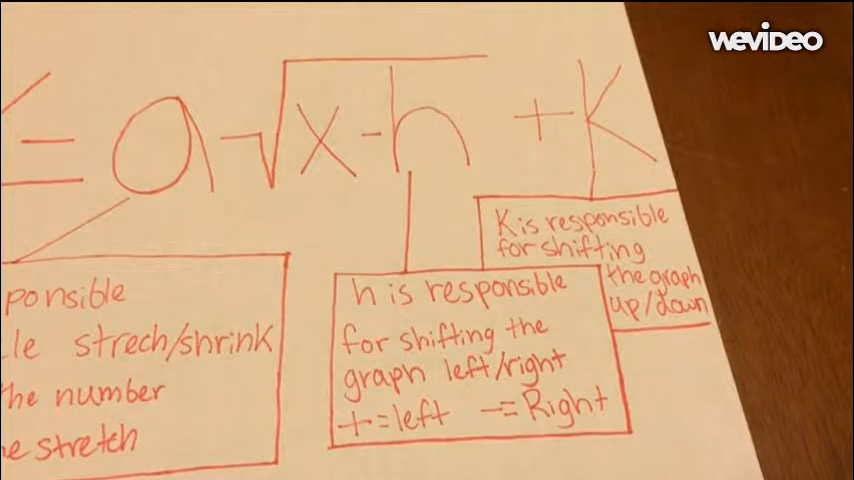 wevideo
= a√x-h + K
K is responsible
for shifting
the graph
up/down
ponsible
le strech/shrink
he number
e stretch
h is responsible
for shifting the
graph left/right
+=left -=Right